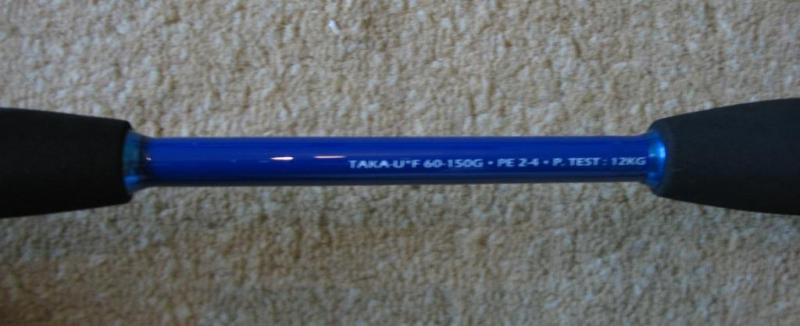 TAKA-U"F 60-150G • PE 2-4 • P. TEST : 12KG